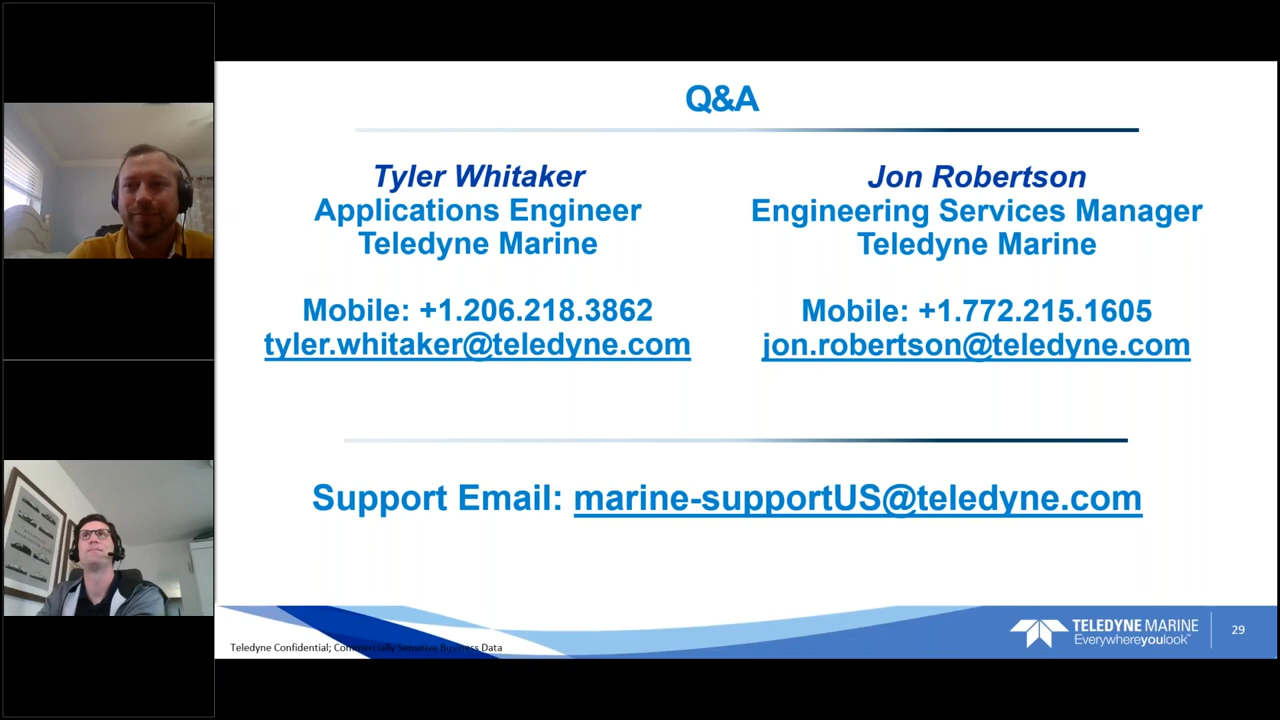 Q&A
Tyler Whitaker
Applications Engineer
Teledyne Marine
Mobile: +1.206.218.3862
tyler.whitaker@teledyne.com
Jon Robertson
Engineering Services Manager
Teledyne Marine
Mobile: +1.772.215.1605
jon.robertson@teledyne.com
Support Email: marine-supportUS@teledyne.com
Teledyne Confidential; Commercially Sensitive Business Data
TELEDYNE MARINE
Everywhereyoulook™
29